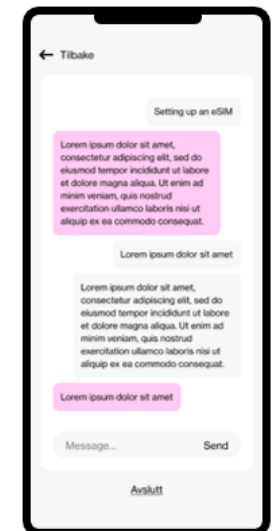 ← Tilbake
Setting up an eSIM
Lorem ipsum dolor sit amet,
consectetur adipiscing elit, sed do
eiusmod tempor incididunt ut labore
et dolore magna aliqua. Ut enim ad
minim veniam, quis nostrud
exercitation ullamco laboris nisi ut
aliquip ex ea commodo consequat.
Lorem ipsum dolor sit amet
Lorem ipsum dolor sit amet,
consectetur adipiscing elit, sed do
eiusmod tempor incididunt ut labore
et dolore magna aliqua. Ut enim ad
minim veniam, quis nostrud
exercitation ullamco laboris nisi ut
aliquip ex ea commodo consequat.
Lorem ipsum dolor sit amet
Message... Send
Avslutt